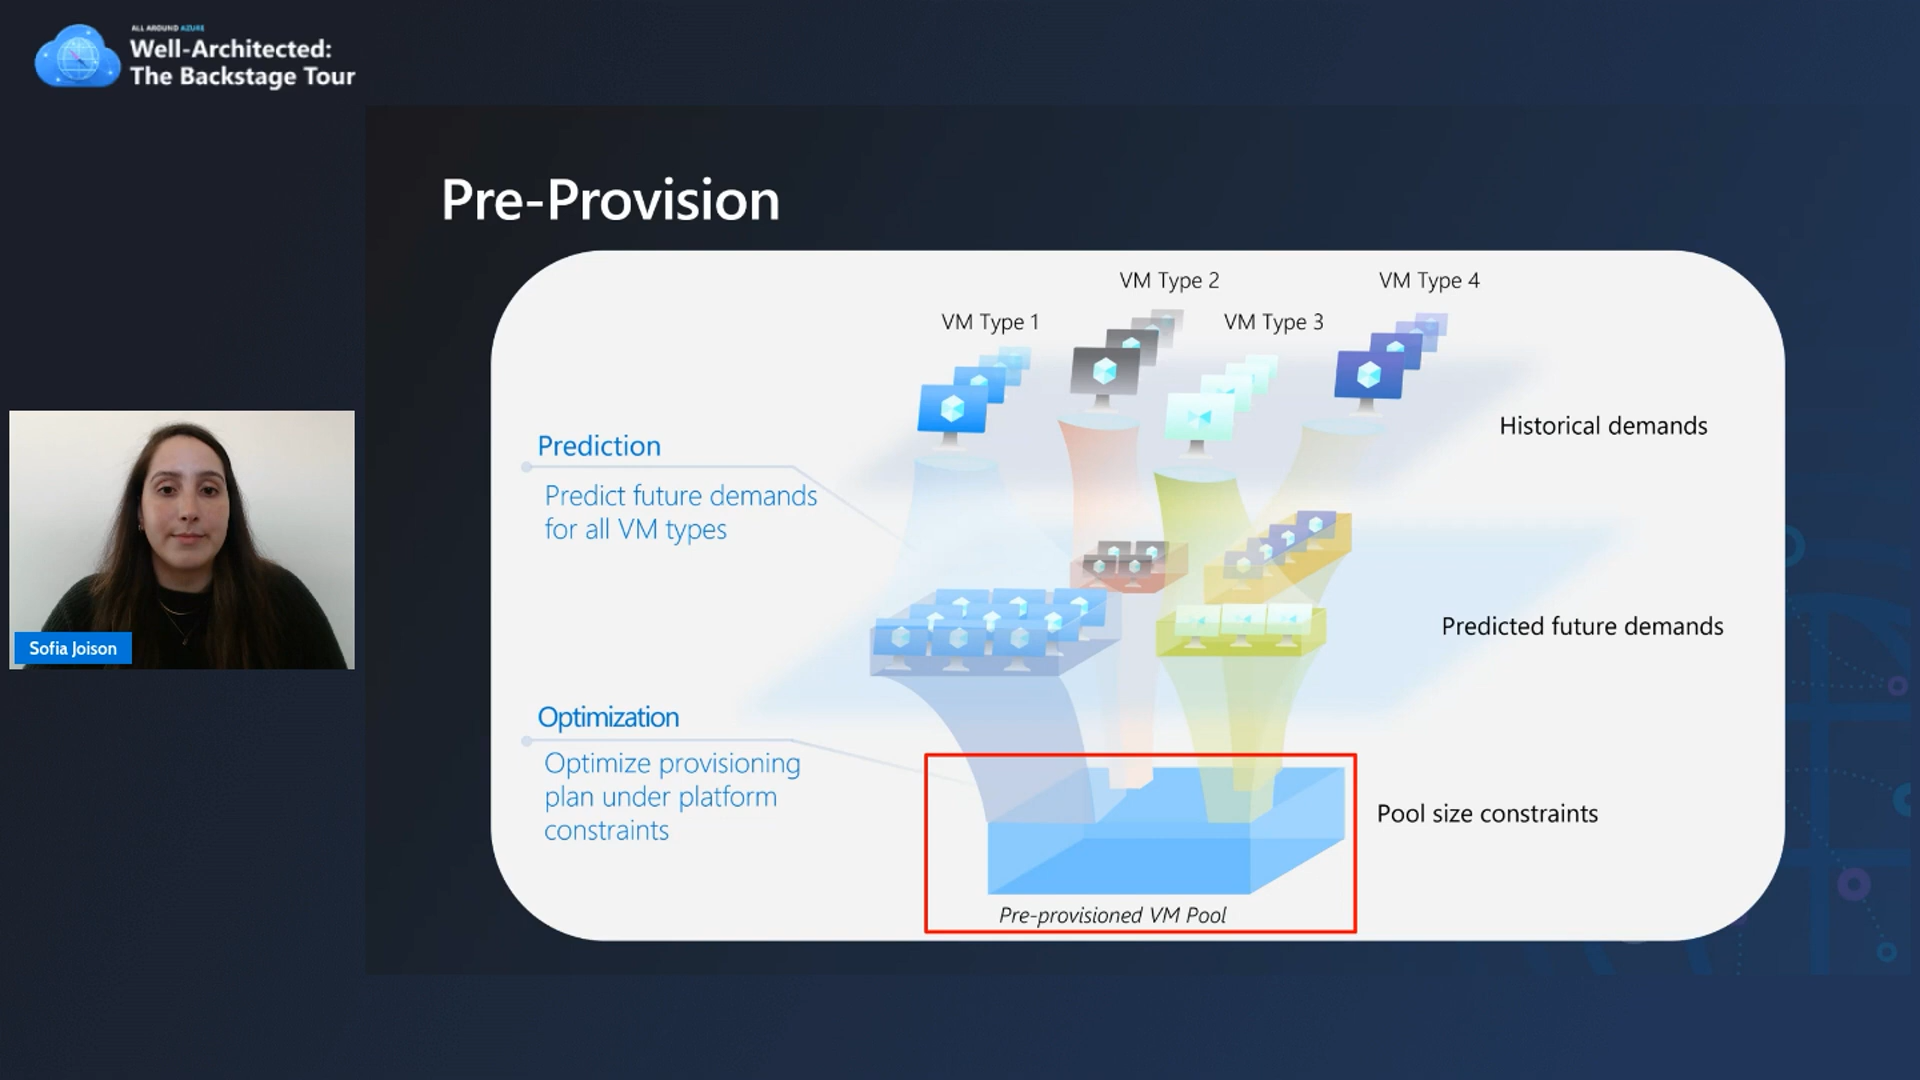 ALL AROUND AZURE
Well-Architected:
The Backstage Tour
Pre-Provision
VM Type 1
VM Type 2
VM Type 3
VM Type 4
Historical demands
Prediction
Predict future demands
for all VM types
Predicted future demands
Optimization
Optimize provisioning
plan under platform
constraints
Pool size constraints
Pre-provisioned VM Pool
Sofia Joison